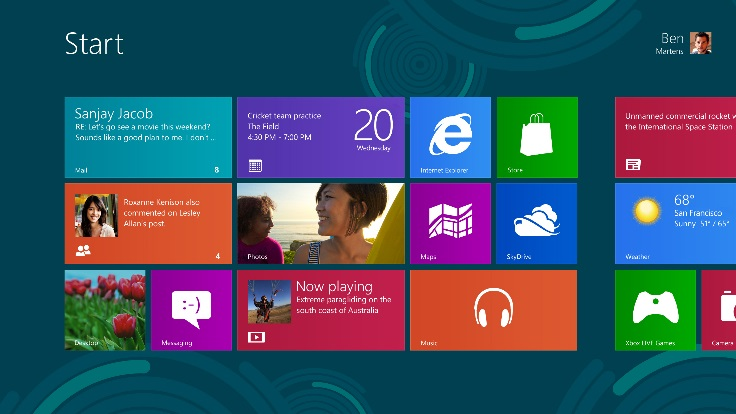 Start
Ben
Martens
Sanjay Jacob
RE: Let's go see a movie this weekend?
Sounds like a good plan to me. I don't...
Mail
8
Cricket team practice
The Field
4:30 PM - 7:00 PM
20
Wednesday
Internet Explorer
Store
Unmanned commercial rocket
the International Space Station
Roxanne Kenison also
commented on Lesley
Allan's post.
4
Photos
Maps
SkyDrive
68°
San Francisco
Sunny 51° / 65°
Weather
Desktop
:-)
Messaging
Now playing
Extreme paragliding on the
south coast of Australia
Music
Xbox LIVE Games
Camera